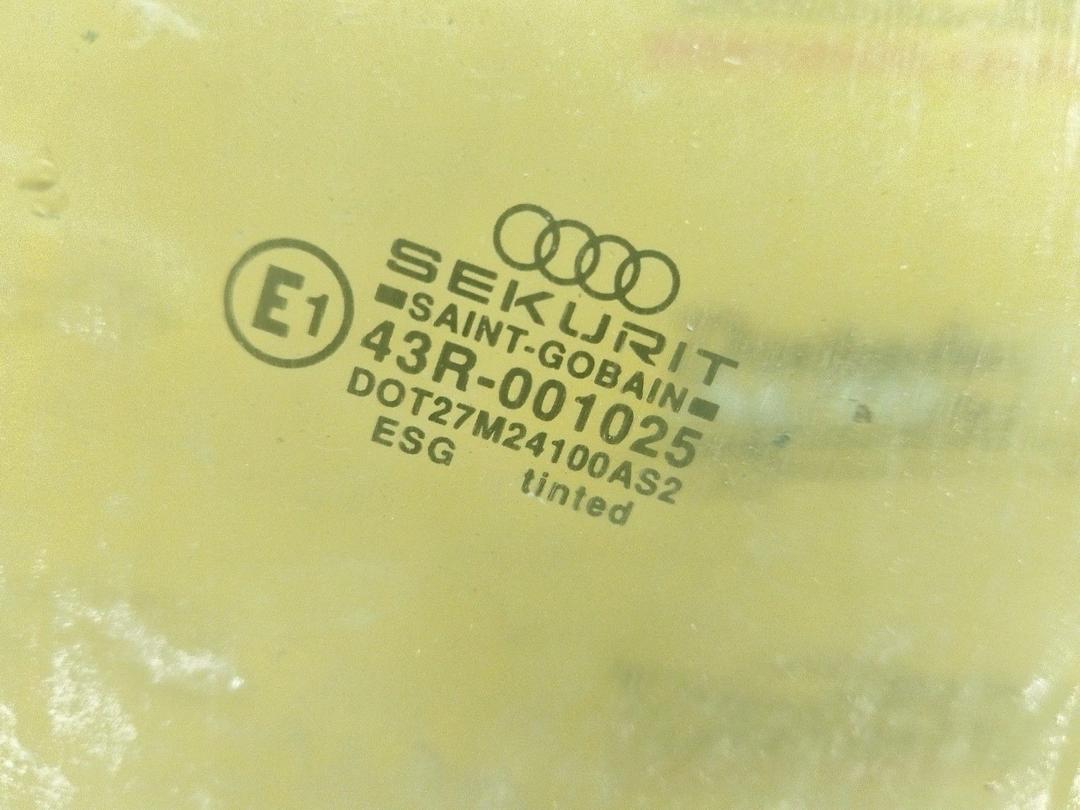 SEKURIT
SAINT-GOBAIN
E1
43R-001025
DOT27M24100AS2
ESG tinted